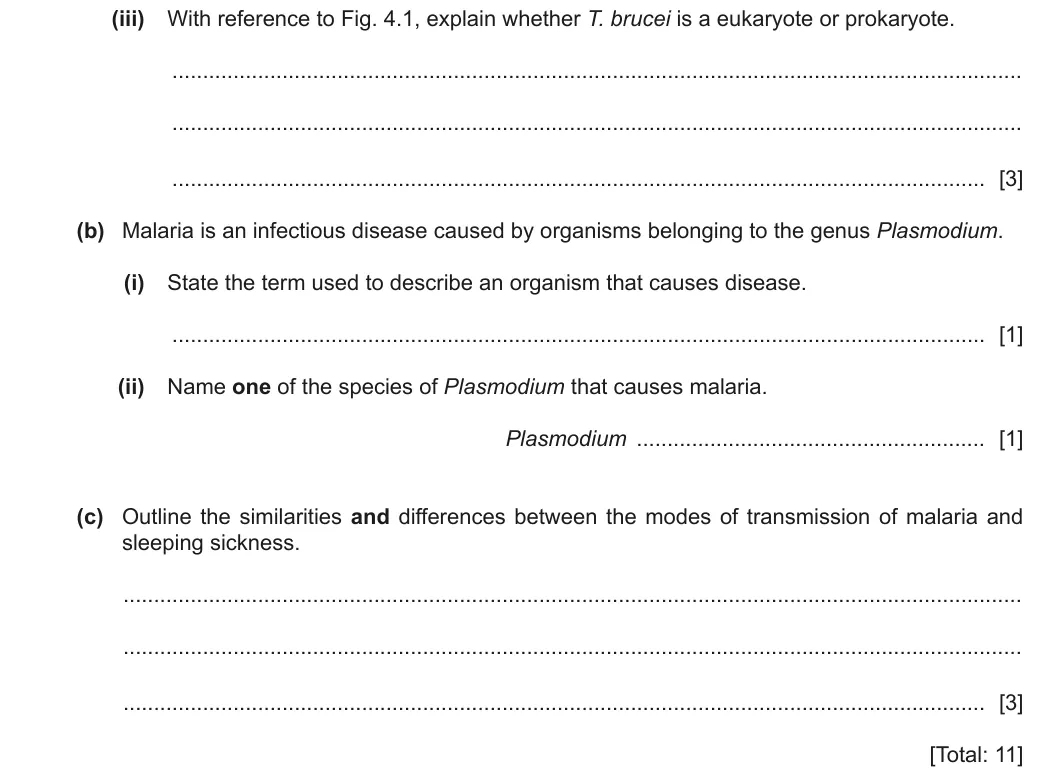 (iii) With reference to Fig. 4.1, explain whether T. brucei is a eukaryote or prokaryote.
..........................................................................................................................................
..........................................................................................................................................
.................................................................................................................................... [3]
(b) Malaria is an infectious disease caused by organisms belonging to the genus Plasmodium.
(i) State the term used to describe an organism that causes disease.
.................................................................................................................................... [1]
(ii) Name one of the species of Plasmodium that causes malaria.
Plasmodium ......................................................... [1]
(c) Outline the similarities and differences between the modes of transmission of malaria and
sleeping sickness.
..................................................................................................................................................
..................................................................................................................................................
............................................................................................................................................ [3]
[Total: 11]